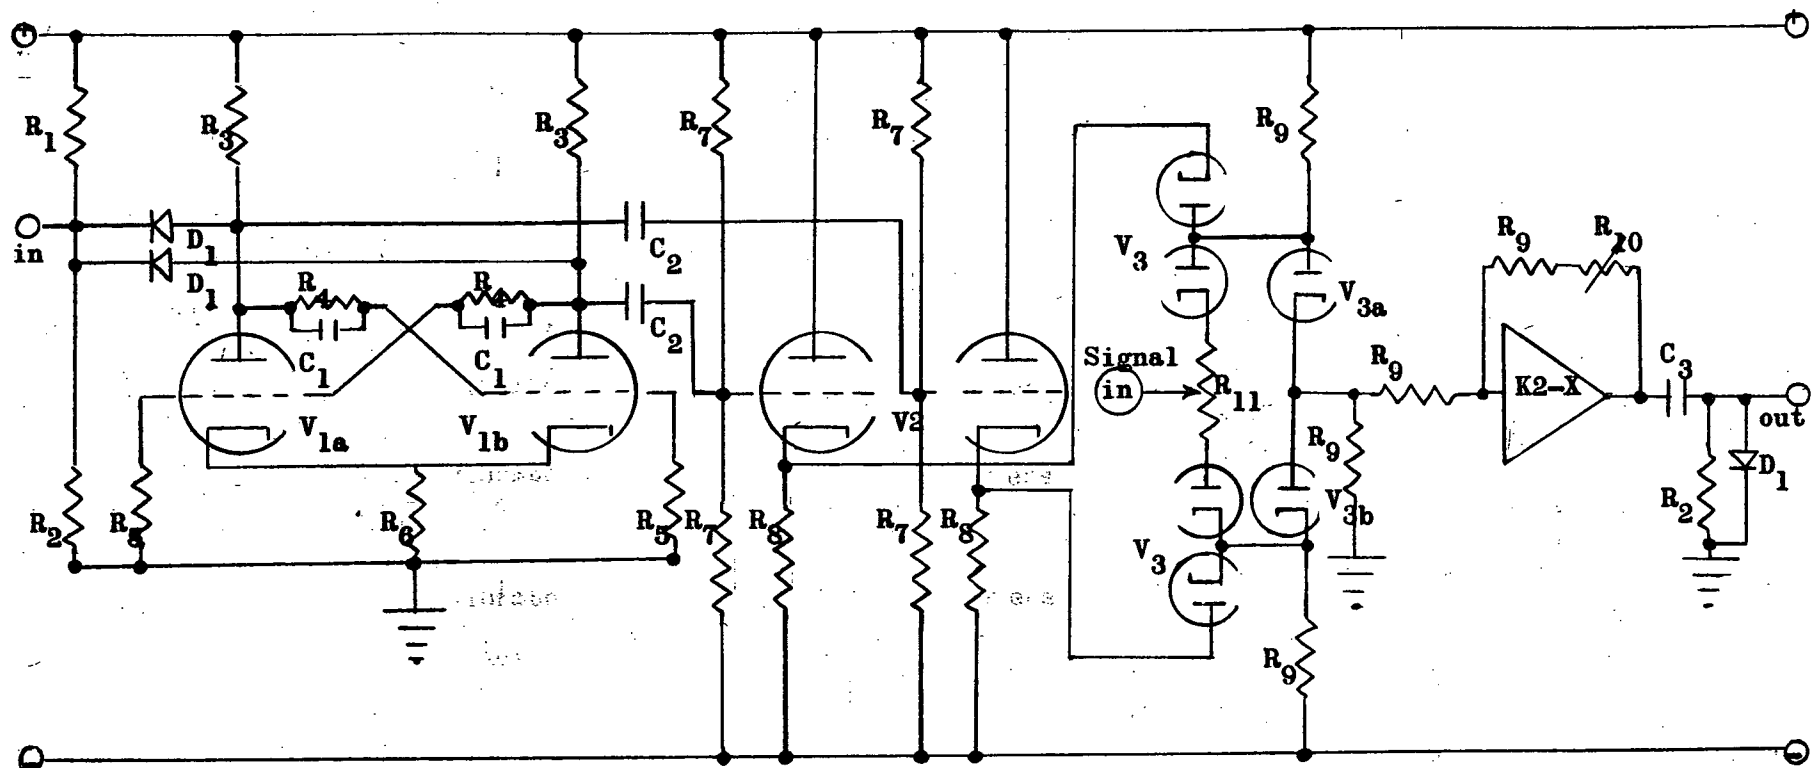 +
+
R1
R3
R3
R7
R7
R9
in
D1
D1
C2
C2
R4
R4
C1
C1
V1a
V1b
V2
V3
V3a
Signal
in
R11
R9
R9
R10
K2-X
C3
out
R2
R5
R6
R5
R7
R8
R7
R8
V3
V3b
R9
R9
R2
D1
-
-